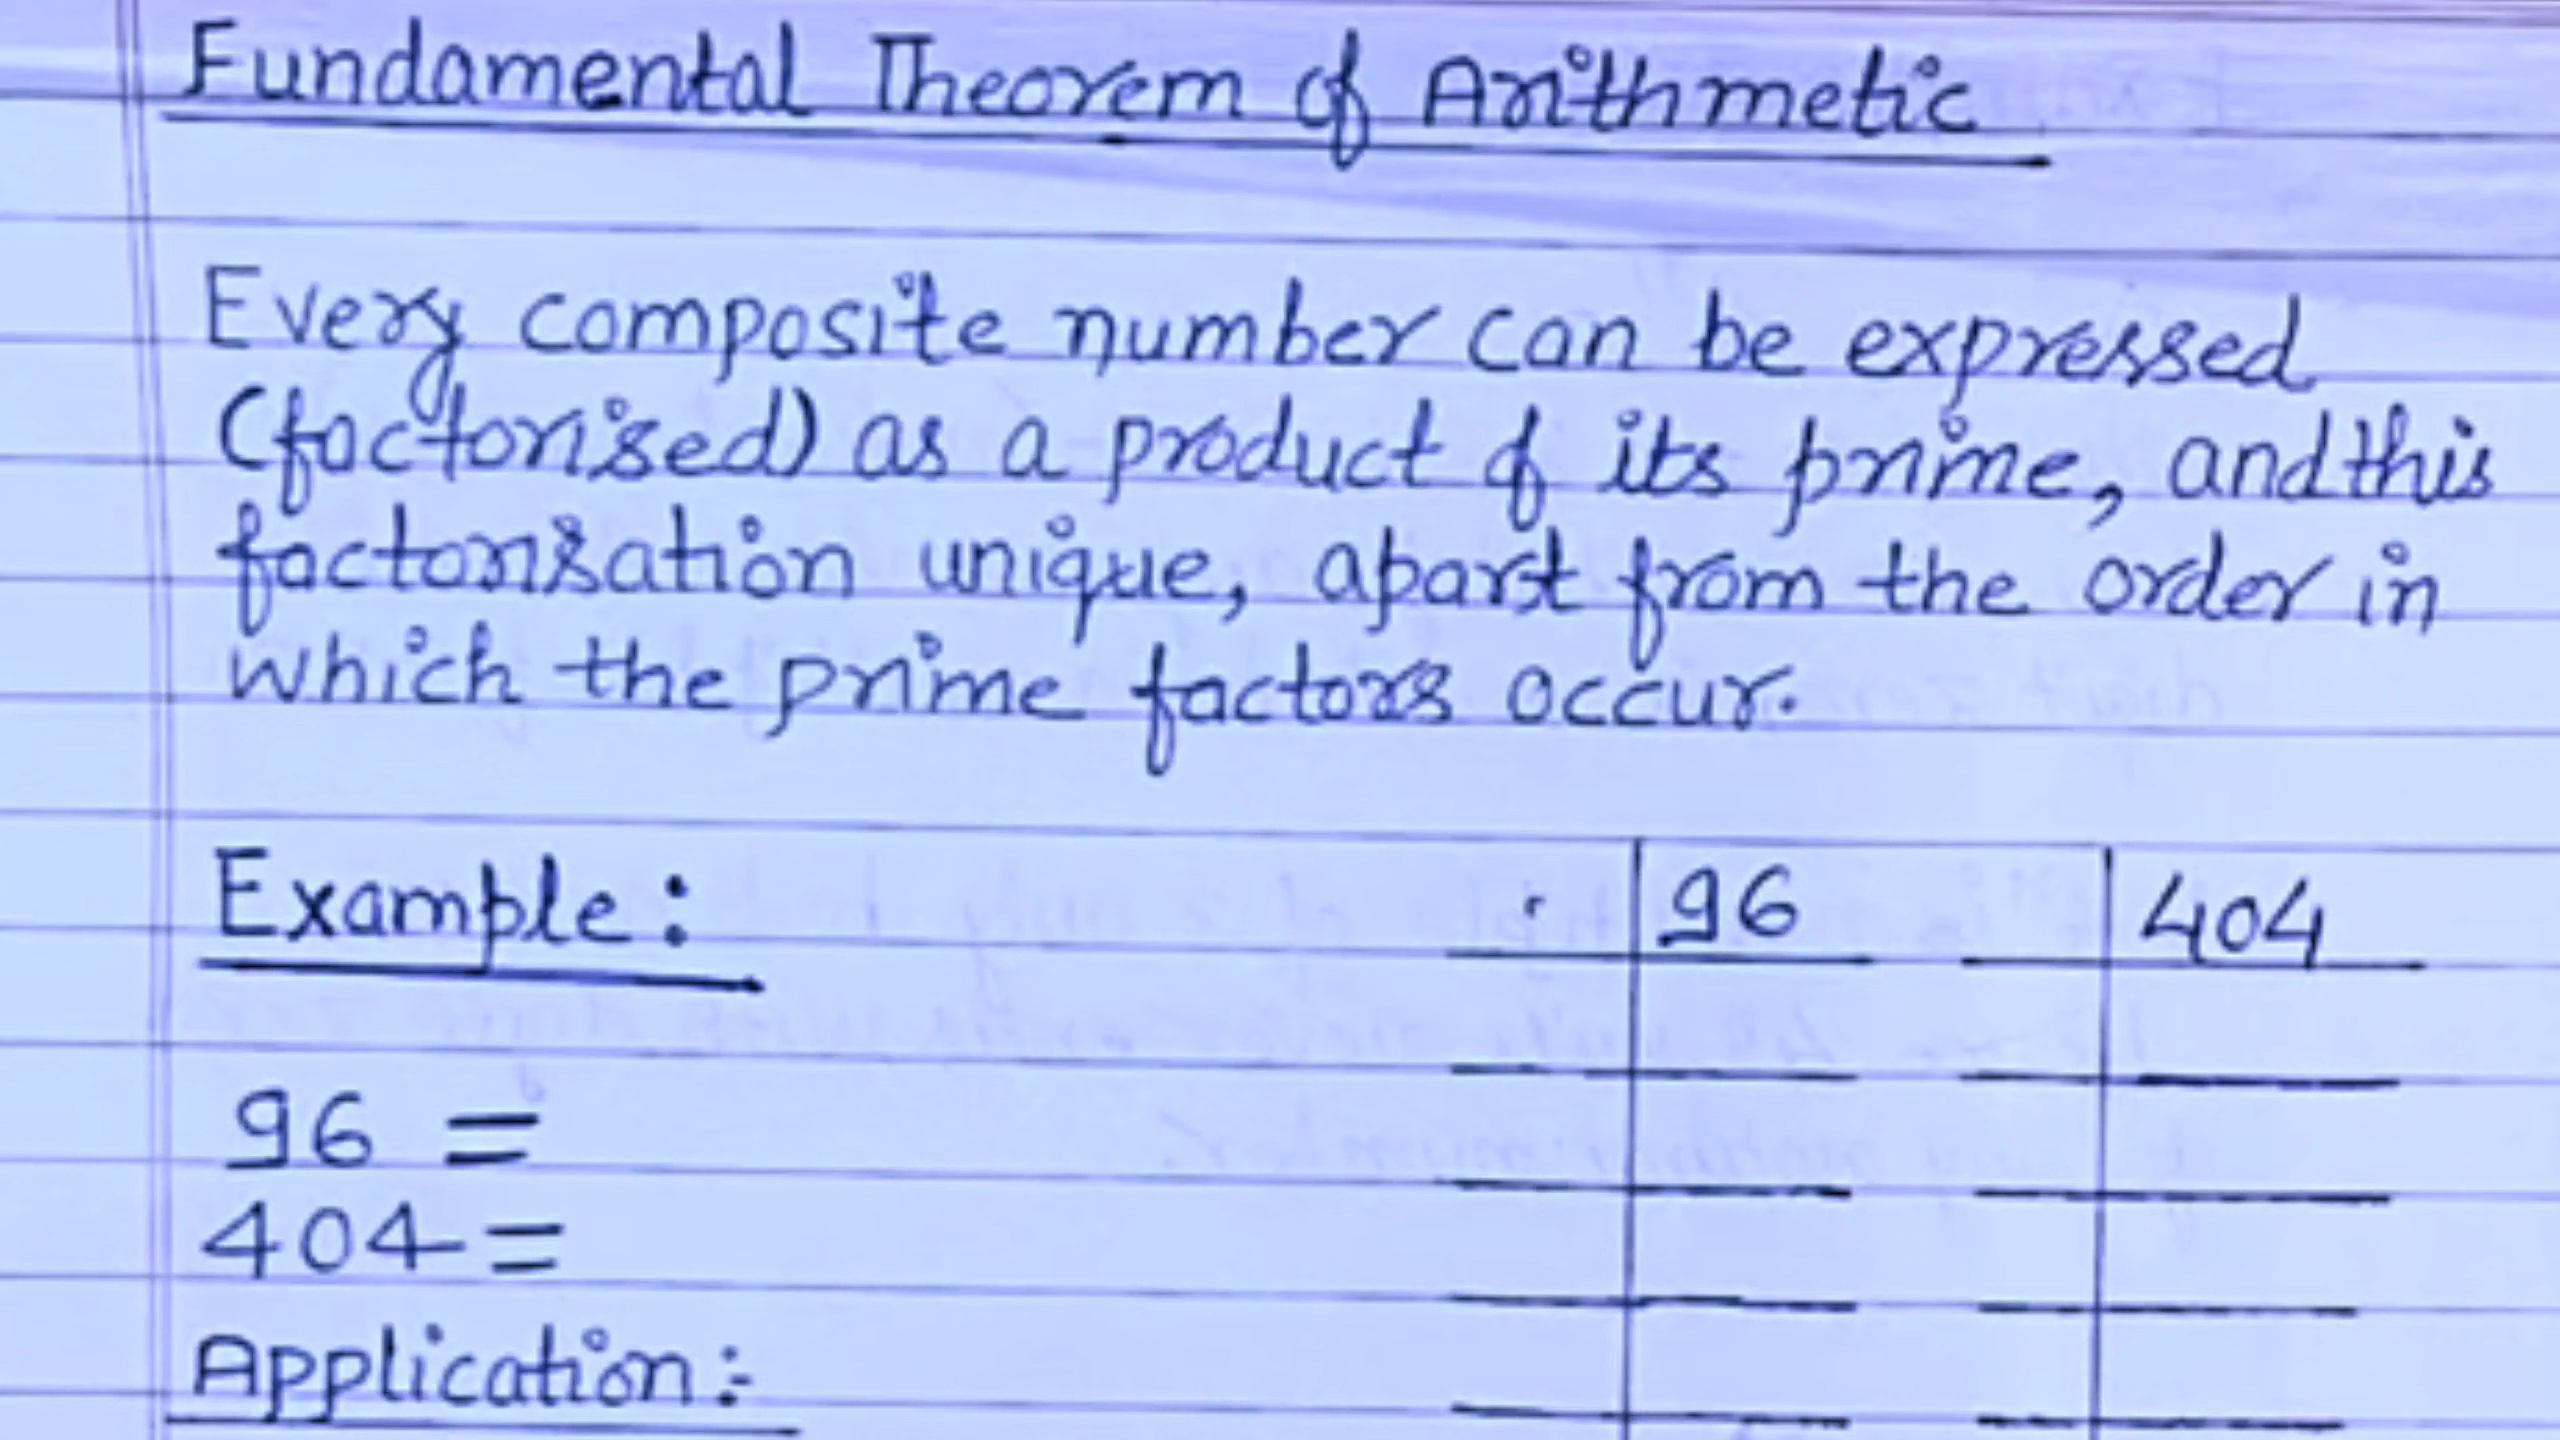 Fundamental Theorem of Arithmetic
Every composite number can be expressed
(factorised) as a product of its prime, and this
factorisation unique, apart from the order in
which the prime factors occur.
Example : 96 404
96 =
404 =
Application :-